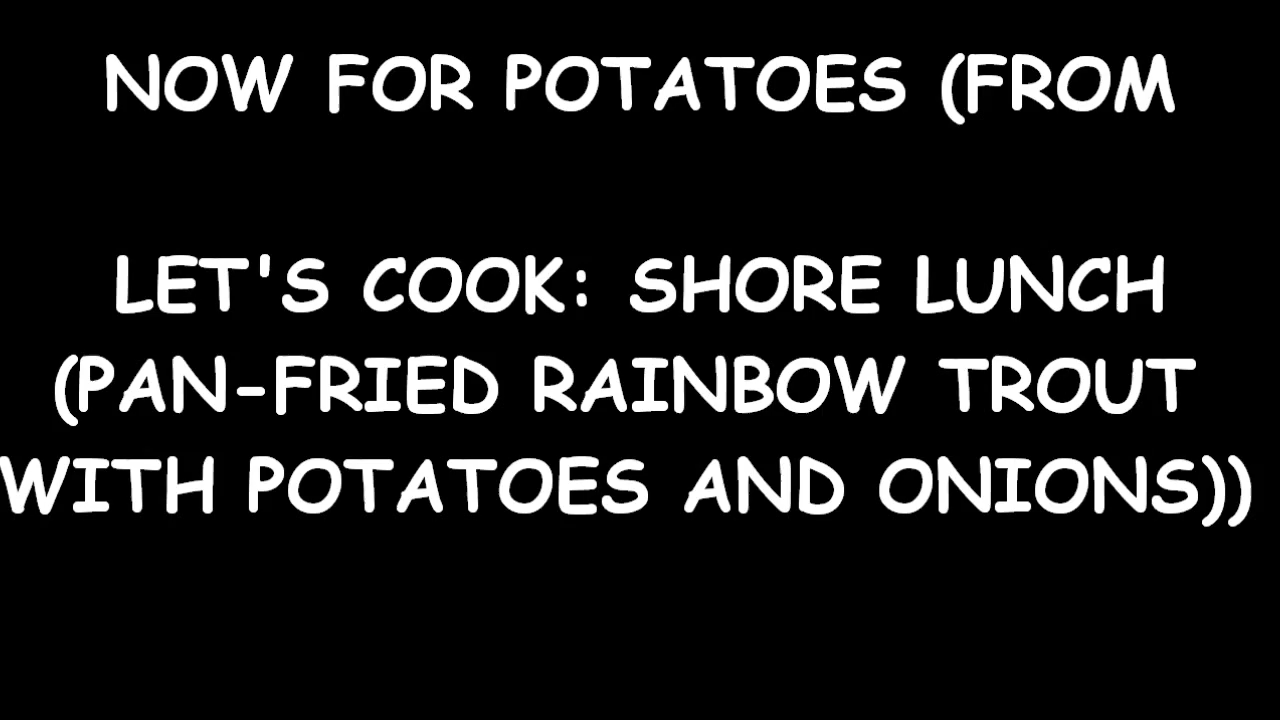 NOW FOR POTATOES (FROM
LET'S COOK: SHORE LUNCH
(PAN-FRIED RAINBOW TROUT
WITH POTATOES AND ONIONS))